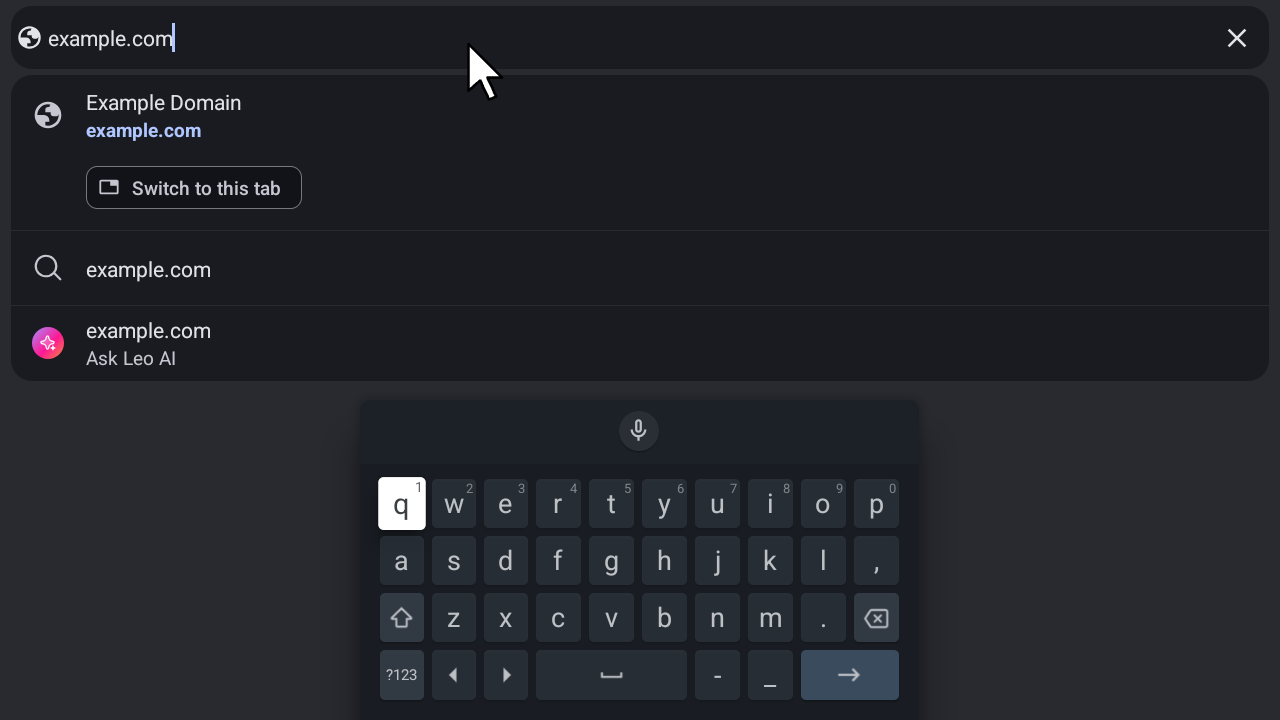 example.com
Example Domain
example.com
Switch to this tab
example.com
example.com
Ask Leo AI
q 1 w 2 e 3 r 4 t 5 y 6 u 7 i 8 o 9 p 0
a s d f g h j k l ,
z x c v b n m .
?123 - _